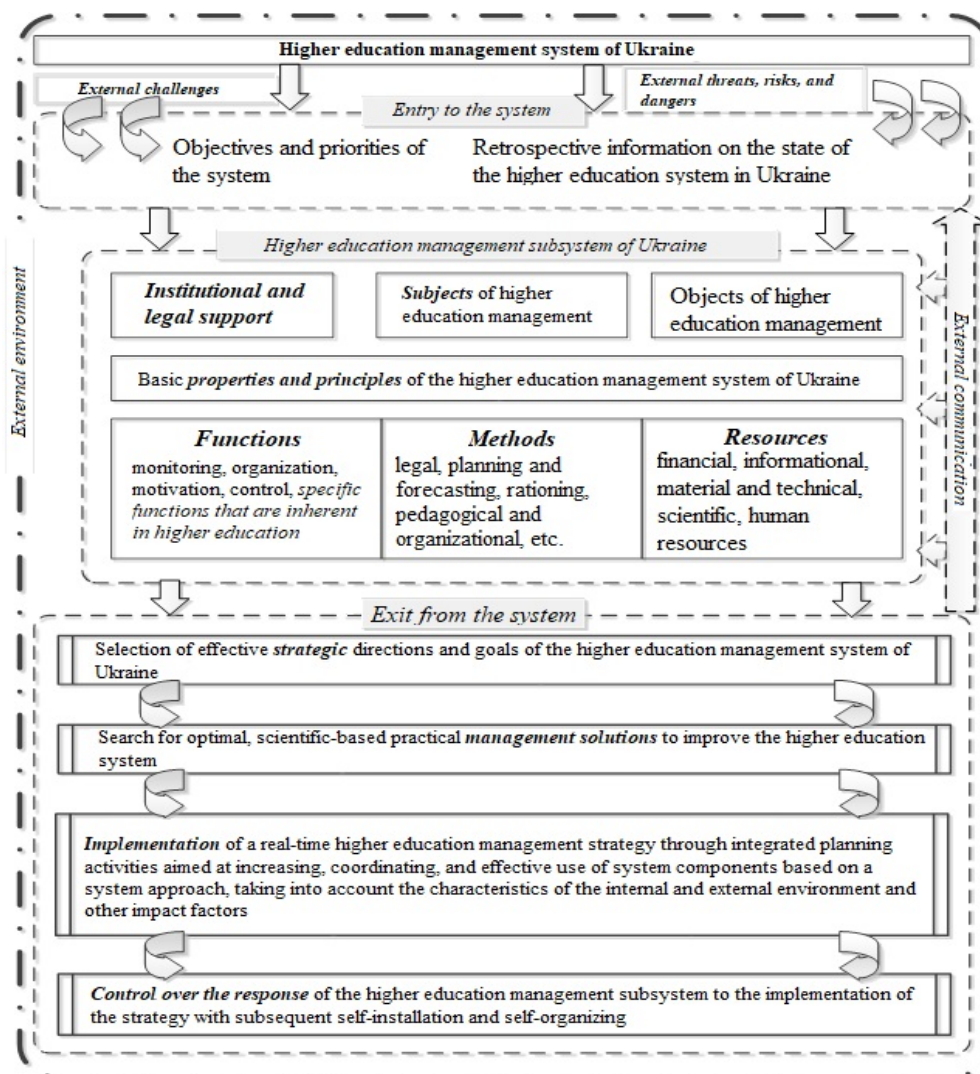 Higher education management system of Ukraine
External challenges
External threats, risks, and
dangers
Entry to the system
Objectives and priorities of
the system
Retrospective information on the state of
the higher education system in Ukraine
External environment
Higher education management subsystem of Ukraine
Institutional and
legal support
Subjects of higher
education management
Objects of higher
education management
External communication
Basic properties and principles of the higher education management system of Ukraine
Functions
monitoring, organization,
motivation, control, specific
functions that are inherent
in higher education
Methods
legal, planning and
forecasting, rationing,
pedagogical and
organizational, etc.
Resources
financial, informational,
material and technical,
scientific, human
resources
Exit from the system
Selection of effective strategic directions and goals of the higher education management system of
Ukraine
Search for optimal, scientific-based practical management solutions to improve the higher education
system
Implementation of a real-time higher education management strategy through integrated planning
activities aimed at increasing, coordinating, and effective use of system components based on a
system approach, taking into account the characteristics of the internal and external environment and
other impact factors
Control over the response of the higher education management subsystem to the implementation of
the strategy with subsequent self-installation and self-organizing